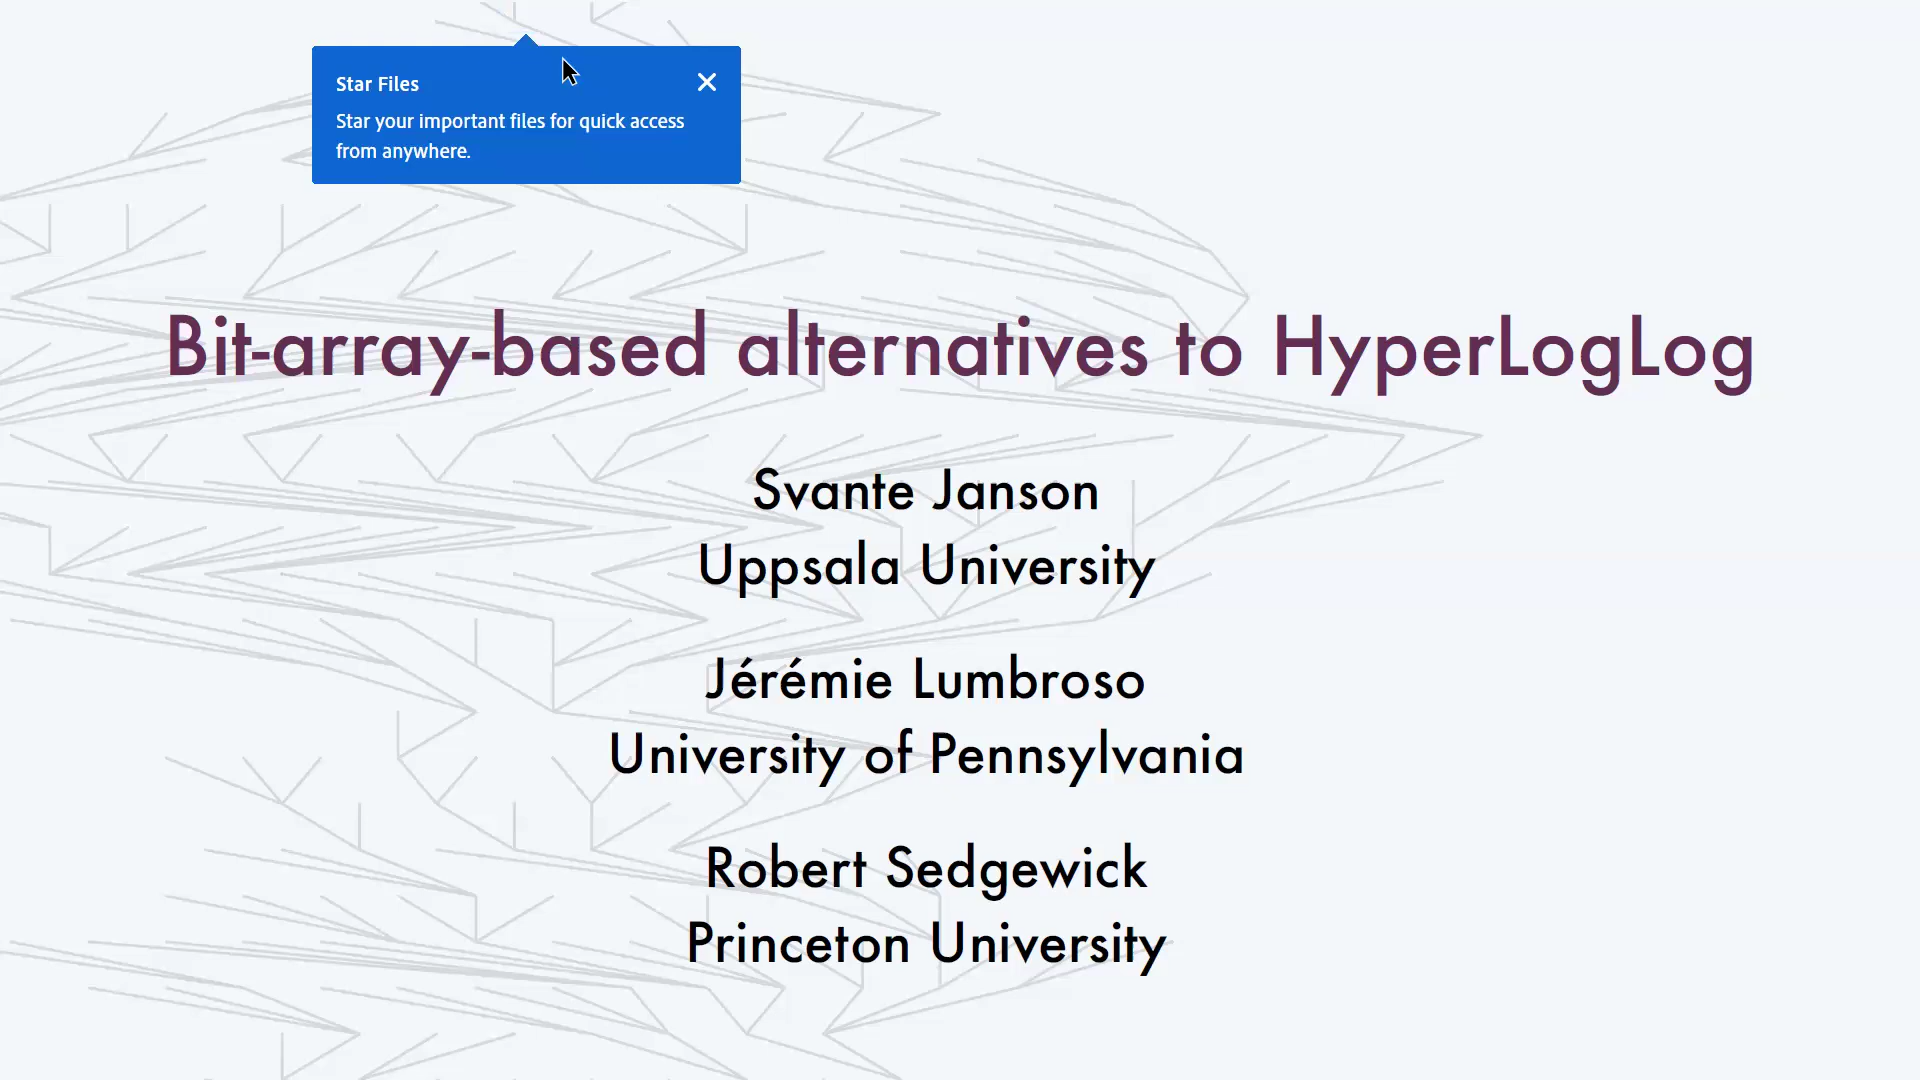 Star Files
Star your important files for quick access
from anywhere.
Bit-array-based alternatives to HyperLogLog
Svante Janson
Uppsala University
Jérémie Lumbroso
University of Pennsylvania
Robert Sedgewick
Princeton University